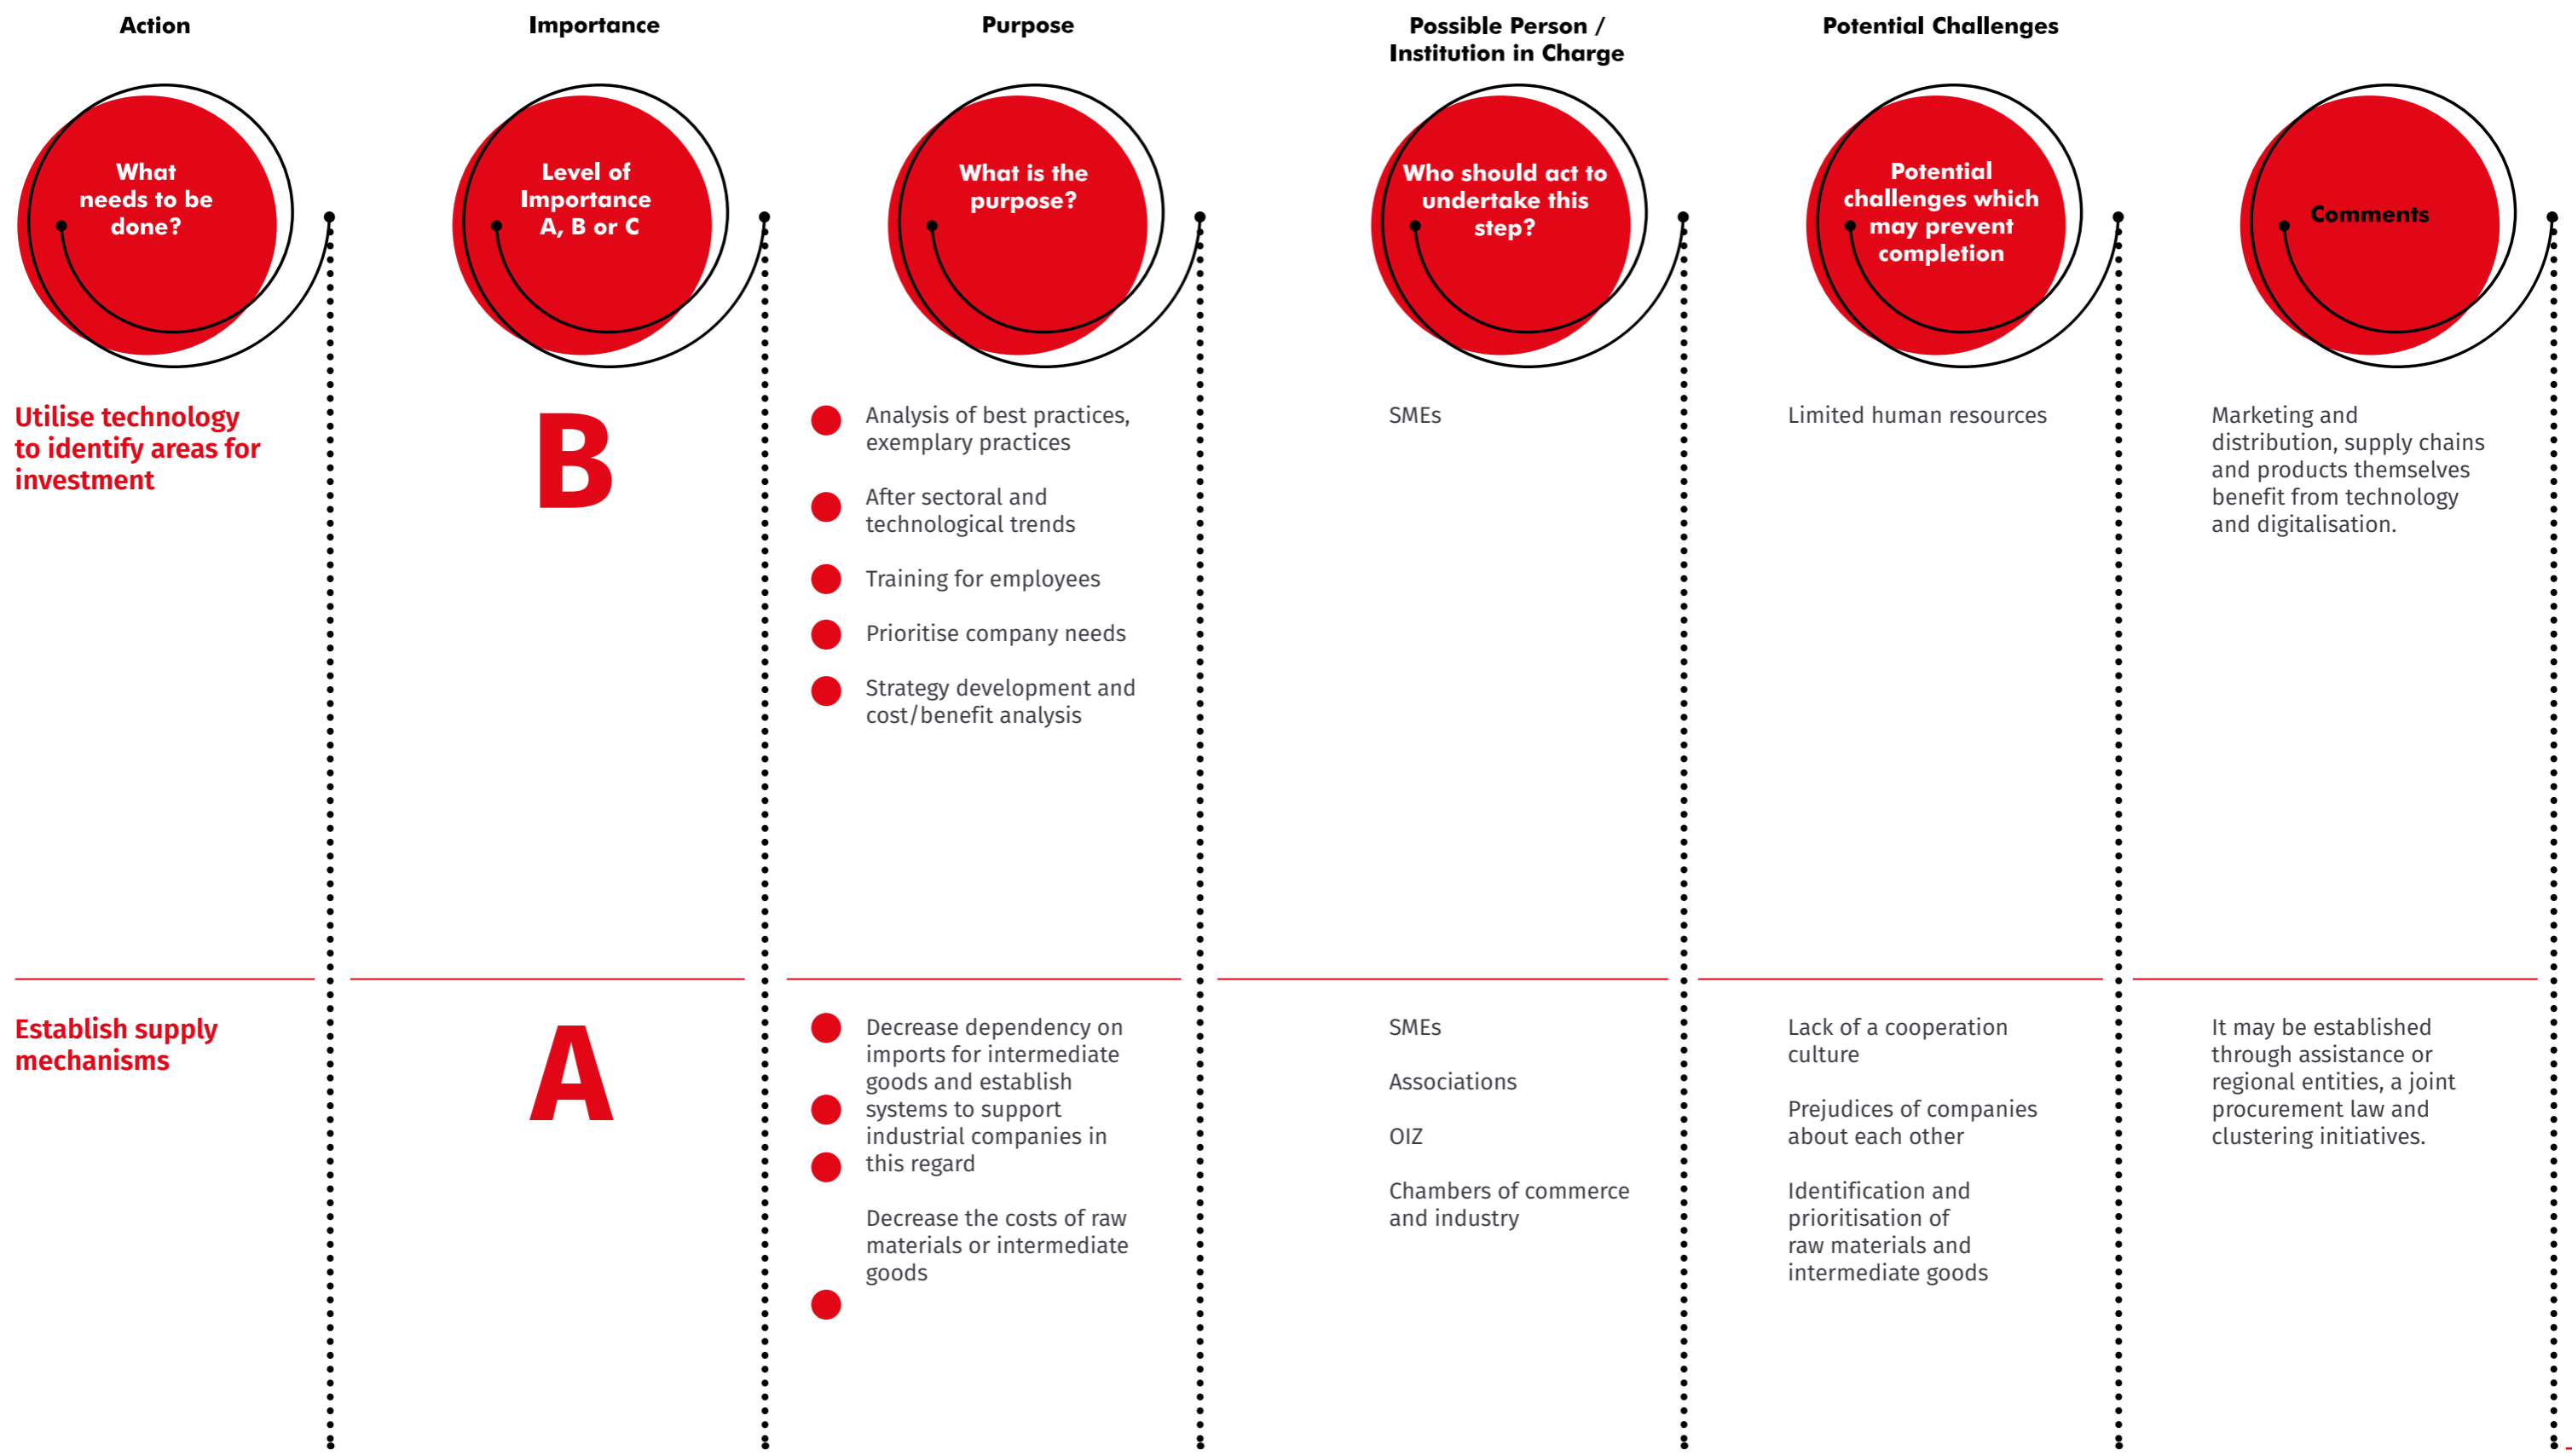 Action
Importance
Purpose
Possible Person /
Institution in Charge
Potential Challenges
What
needs to be
done?
Level of
Importance
A, B or C
What is the
purpose?
Who should act to
undertake this
step?
Potential
challenges which
may prevent
completion
Comments
Utilise technology
to identify areas for
investment
B
Analysis of best practices,
exemplary practices
After sectoral and
technological trends
Training for employees
Prioritise company needs
Strategy development and
cost/benefit analysis
SMEs
Limited human resources
Marketing and
distribution, supply chains
and products themselves
benefit from technology
and digitalisation.
Establish supply
mechanisms
A
Decrease dependency on
imports for intermediate
goods and establish
systems to support
industrial companies in
this regard
Decrease the costs of raw
materials or intermediate
goods
SMEs
Associations
OIZ
Chambers of commerce
and industry
Lack of a cooperation
culture
Prejudices of companies
about each other
Identification and
prioritisation of
raw materials and
intermediate goods
It may be established
through assistance or
regional entities, a joint
procurement law and
clustering initiatives.